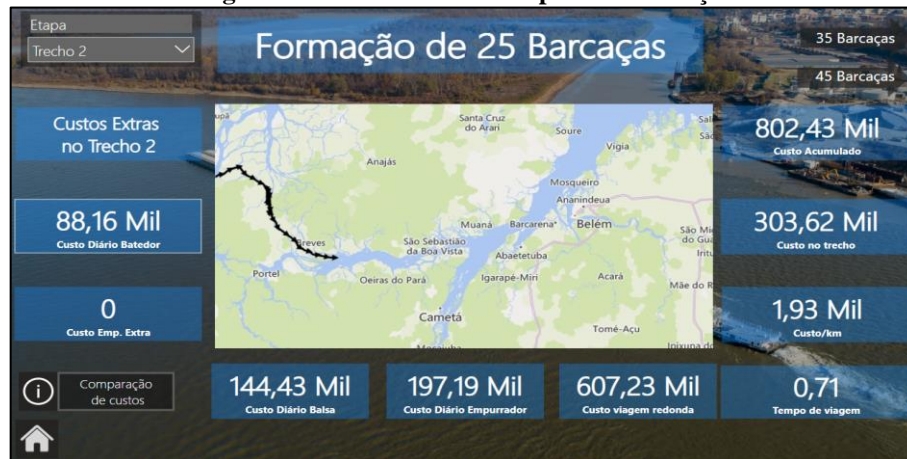 Etapa
Trecho 2
Formação de 25 Barcaças
35 Barcaças
45 Barcaças
Custos Extras
no Trecho 2
88,16 Mil
Custo Diário Batedor
0
Custo Emp. Extra
Comparação
de custos
Santa Cruz
do Arari
Soure
Vigia
Anajás
Mosqueiro
Ananindeua
Belém
Muaná
Barcarena
Breves
São Sebastião
da Boa Vista
Abaetetuba
Portel
Oeiras do Pará
Igarapé-Miri
Acará
Mãe do R
Cametá
Tomé-Açu
802,43 Mil
Custo Acumulado
303,62 Mil
Custo no trecho
1,93 Mil
Custo/km
144,43 Mil
Custo Diário Balsa
197,19 Mil
Custo Diário Empurrador
607,23 Mil
Custo viagem redonda
0,71
Tempo de viagem